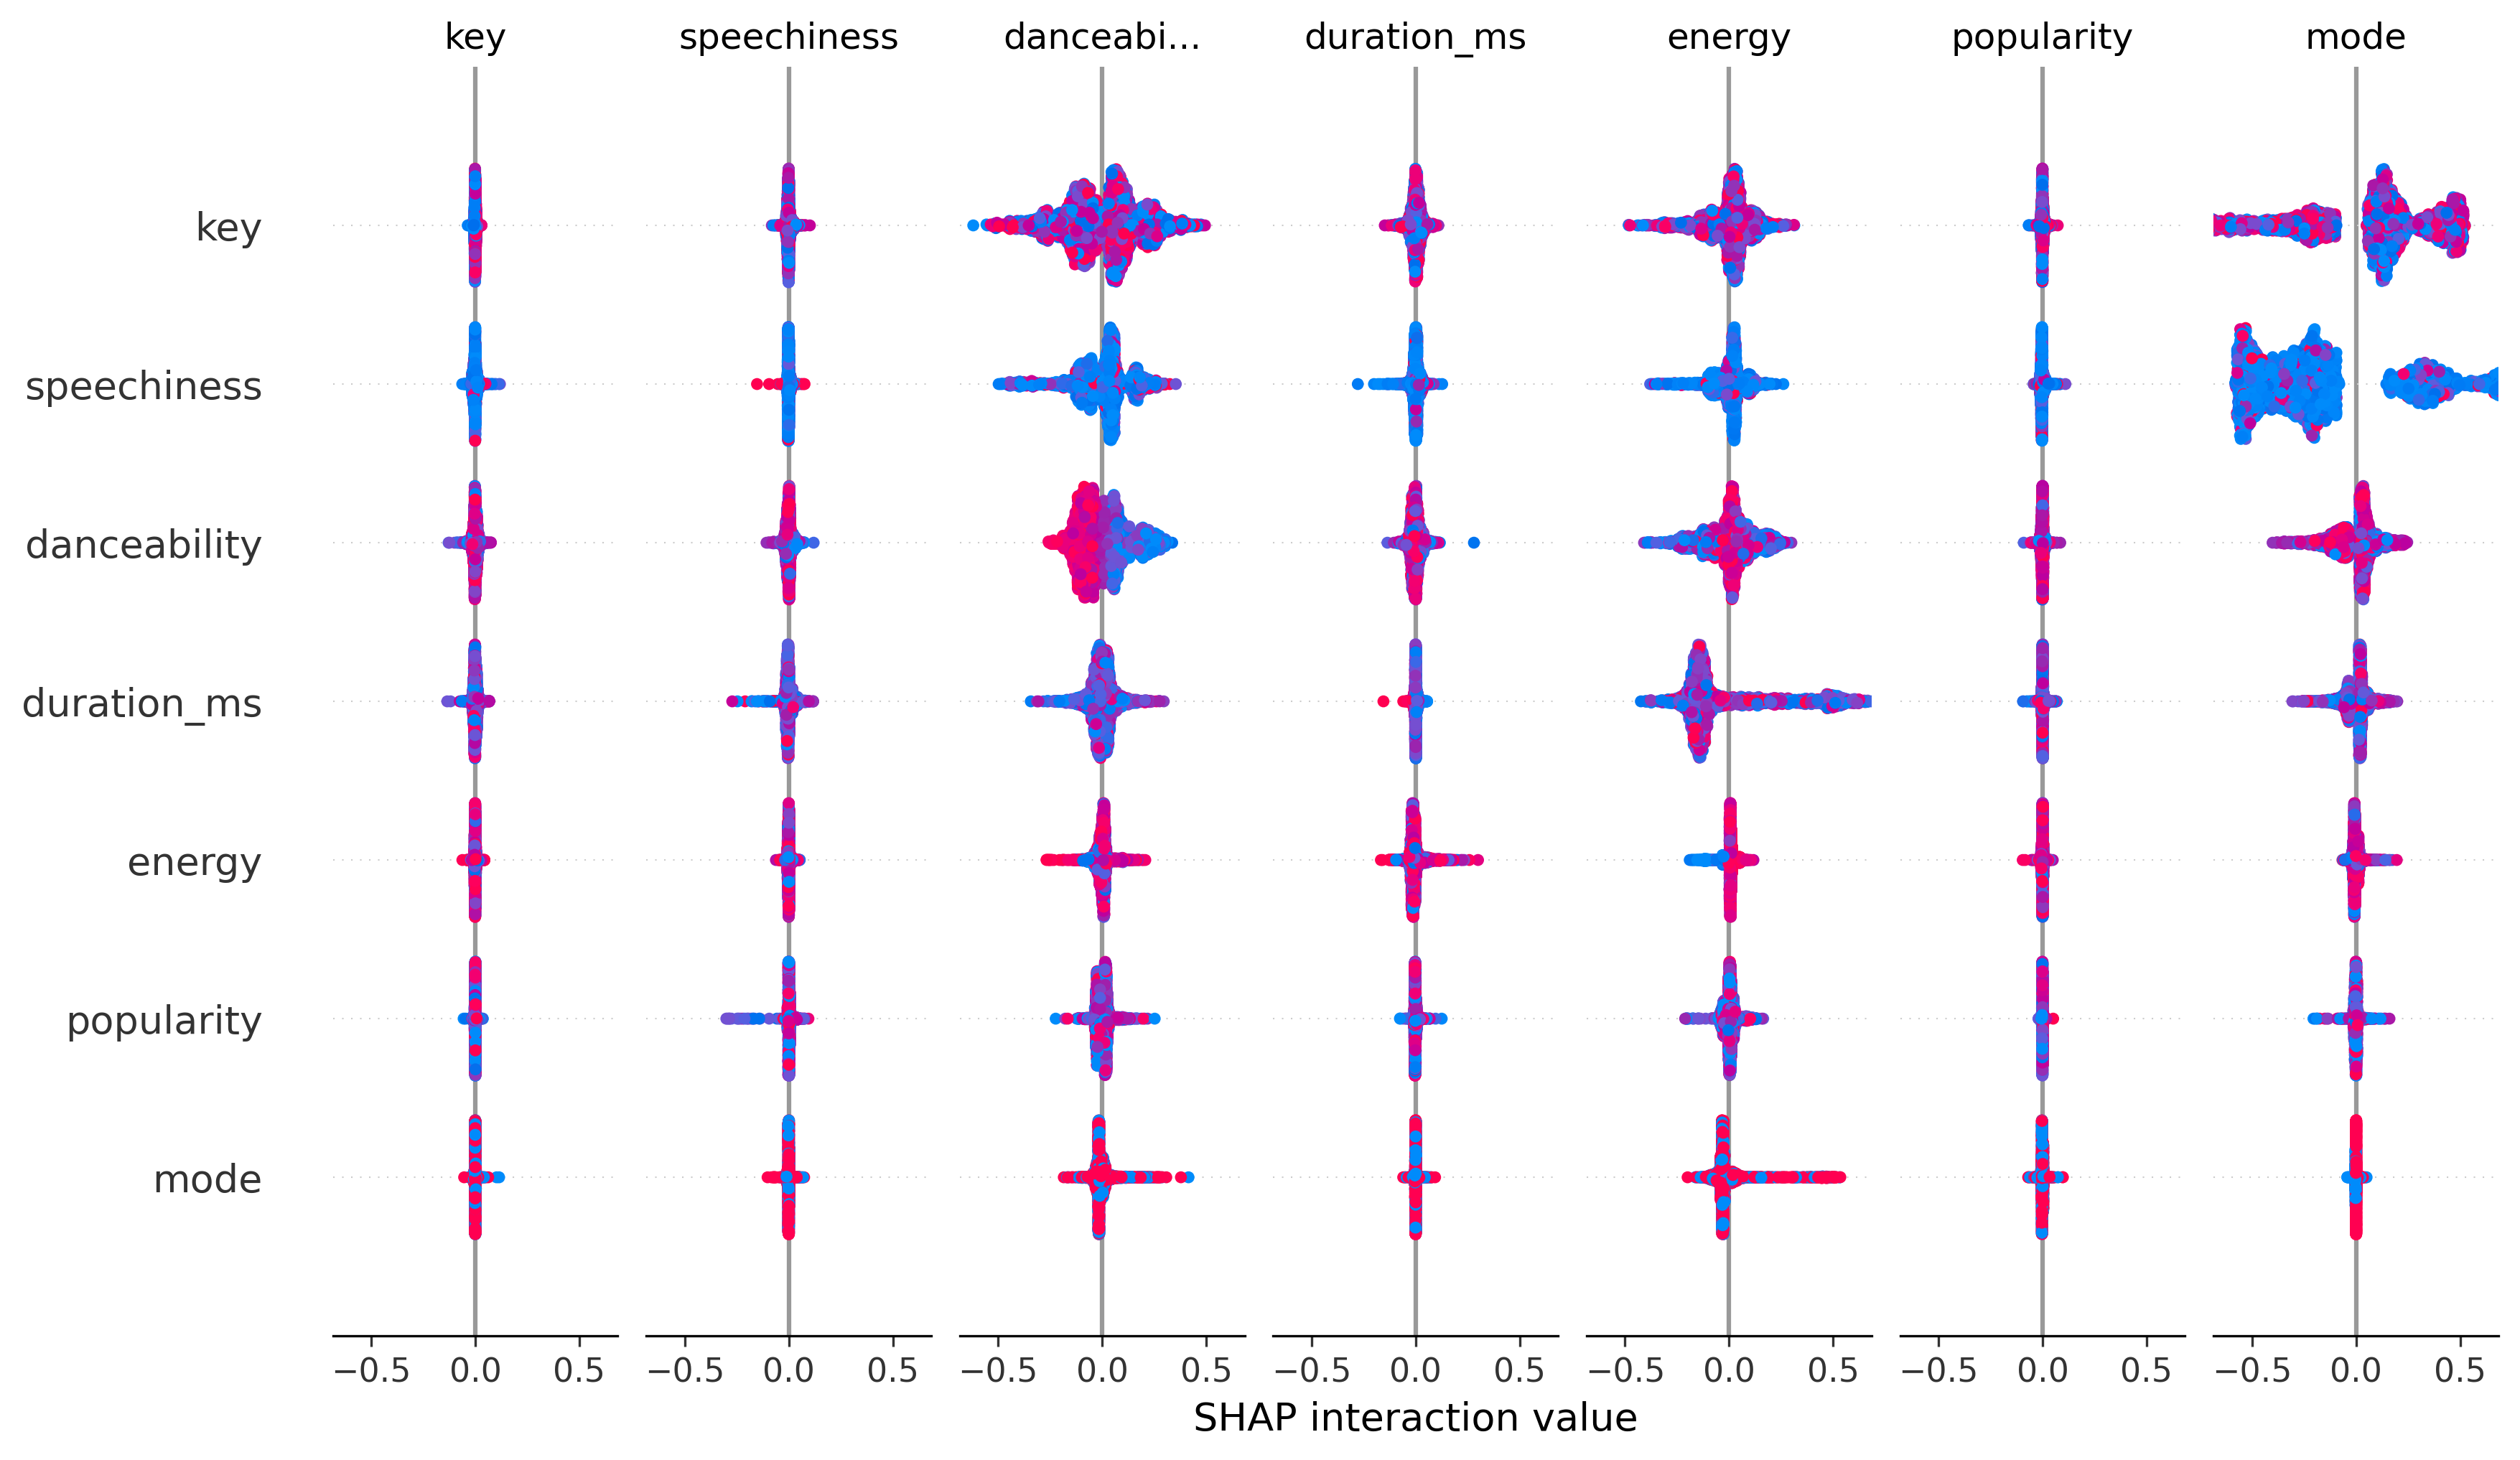 key speechiness danceabi... duration_ms energy popularity mode
key
speechiness
danceability
duration_ms
energy
popularity
mode
−0.5 0.0 0.5 −0.5 0.0 0.5 −0.5 0.0 0.5 −0.5 0.0 0.5 −0.5 0.0 0.5 −0.5 0.0 0.5 −0.5 0.0 0.5
SHAP interaction value